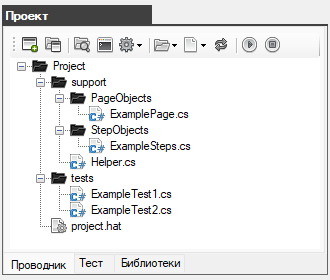 Проект
Project
support
PageObjects
ExamplePage.cs
StepObjects
ExampleSteps.cs
Helper.cs
tests
ExampleTest1.cs
ExampleTest2.cs
project.hat
Проводник Тест Библиотеки